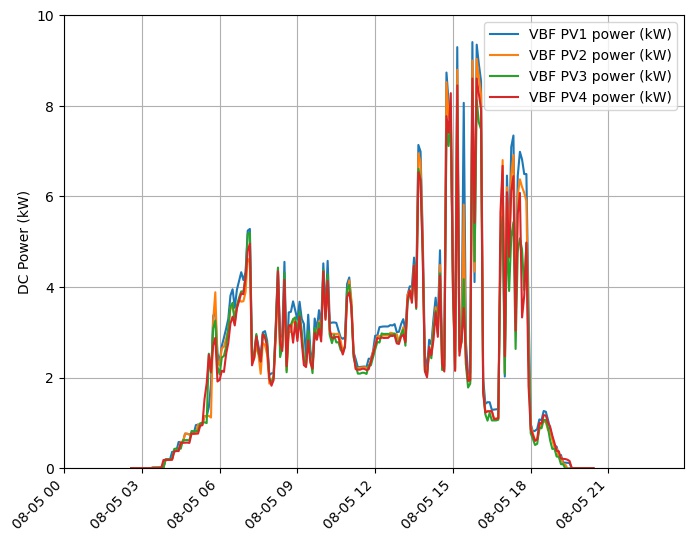 10
8
6
4
2
0
DC Power (kW)
VBF PV1 power (kW)
VBF PV2 power (kW)
VBF PV3 power (kW)
VBF PV4 power (kW)
08-05 00
08-05 03
08-05 06
08-05 09
08-05 12
08-05 15
08-05 18
08-05 21